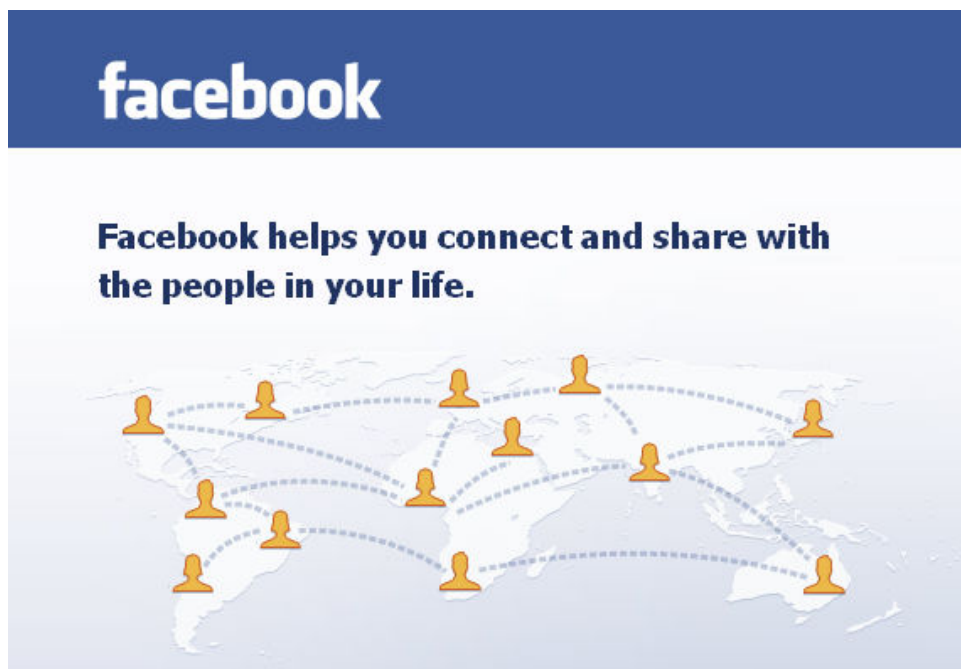 facebook
Facebook helps you connect and share with
the people in your life.